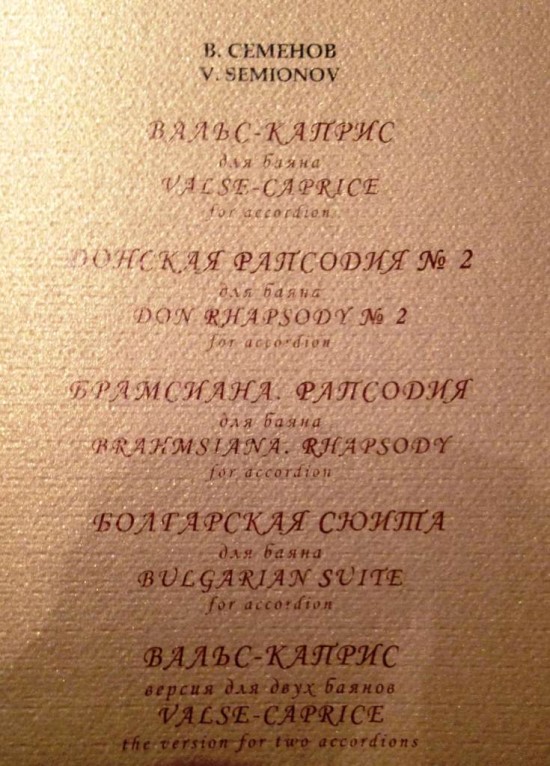 В. СЕМЕНОВ
V. SEMIONOV
ВАЛЬС-КАПРИС
для баяна
VALSE-CAPRICE
for accordion
ДОНСКАЯ РАПСОДИЯ № 2
для баяна
DON RHAPSODY № 2
for accordion
БРАМСИАНА. РАПСОДИЯ
для баяна
BRAHMSIANA. RHAPSODY
for accordion
БОЛГАРСКАЯ СЮИТА
для баяна
BULGARIAN SUITE
for accordion
ВАЛЬС-КАПРИС
версия для двух баянов
VALSE-CAPRICE
the version for two accordions